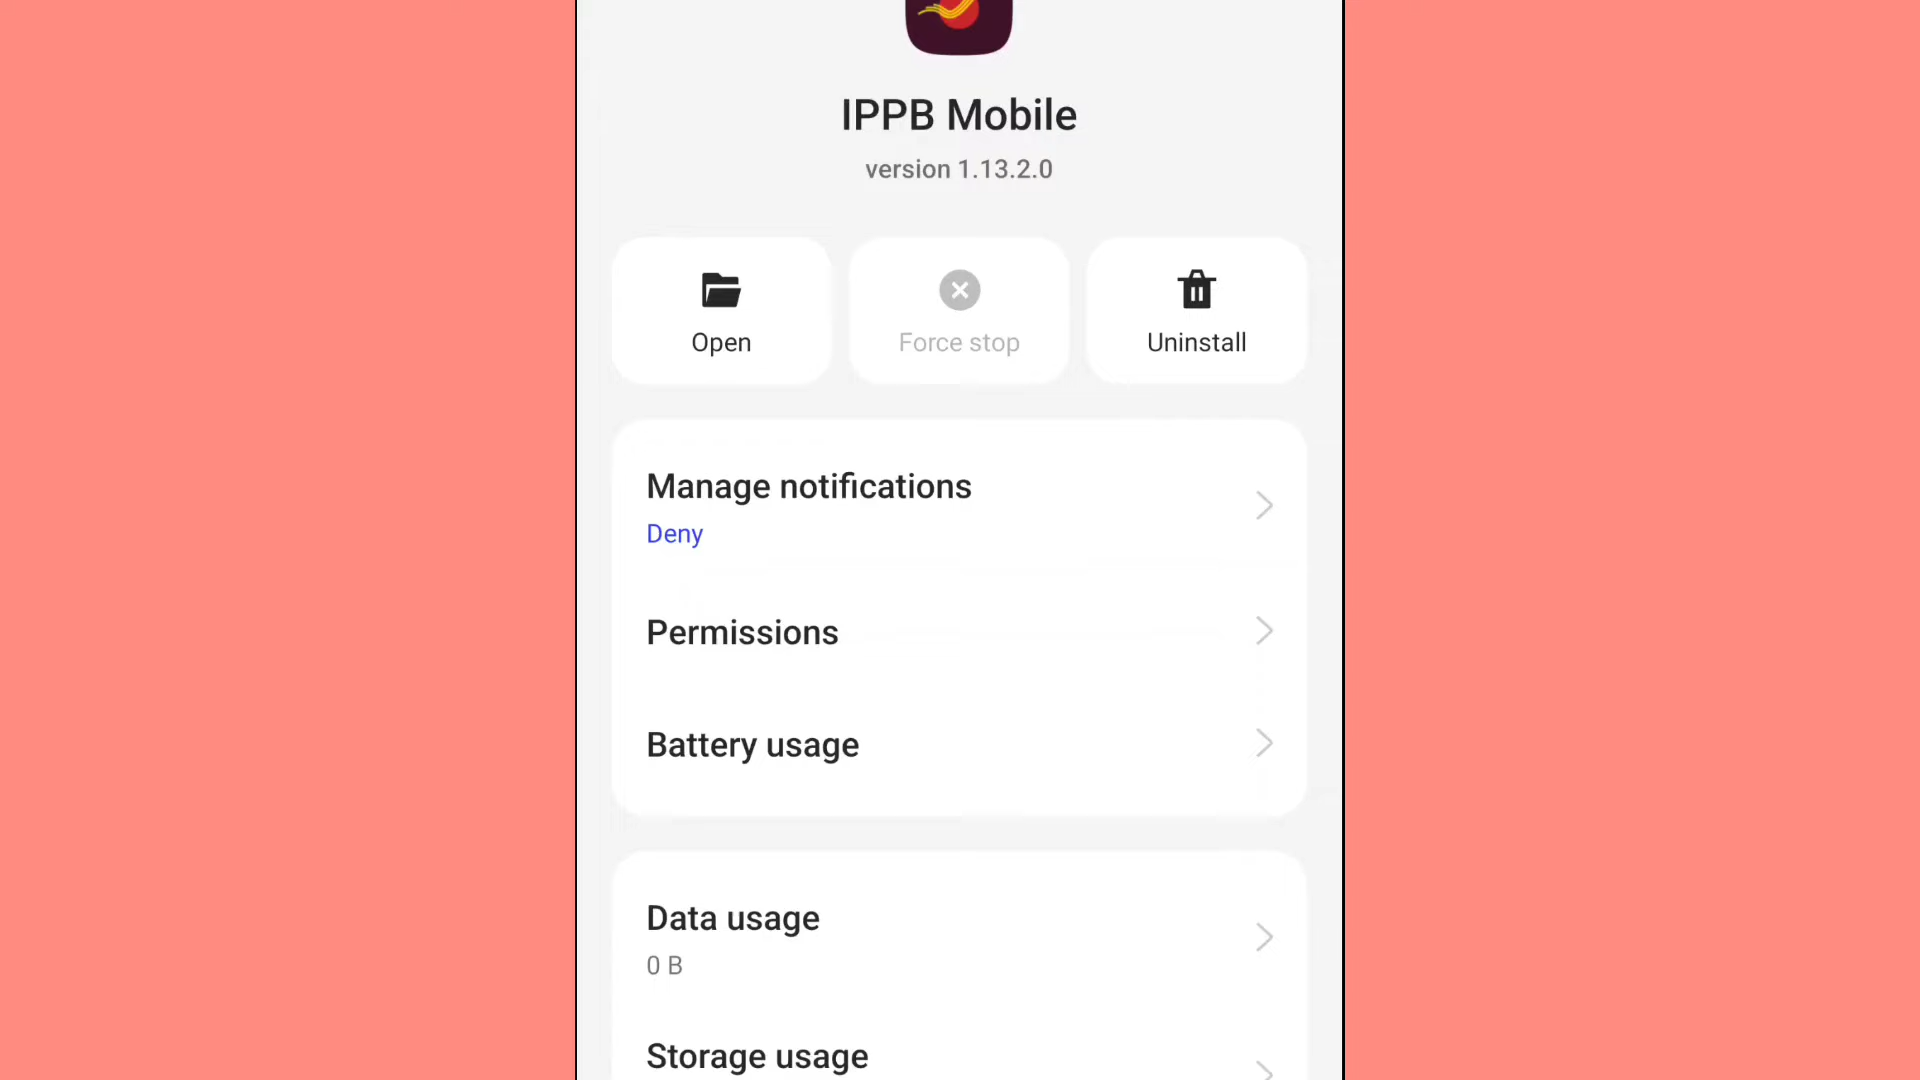 IPPB Mobile
version 1.13.2.0
Open
Force stop
Uninstall
Manage notifications
Deny
Permissions
Battery usage
Data usage
0 B
Storage usage